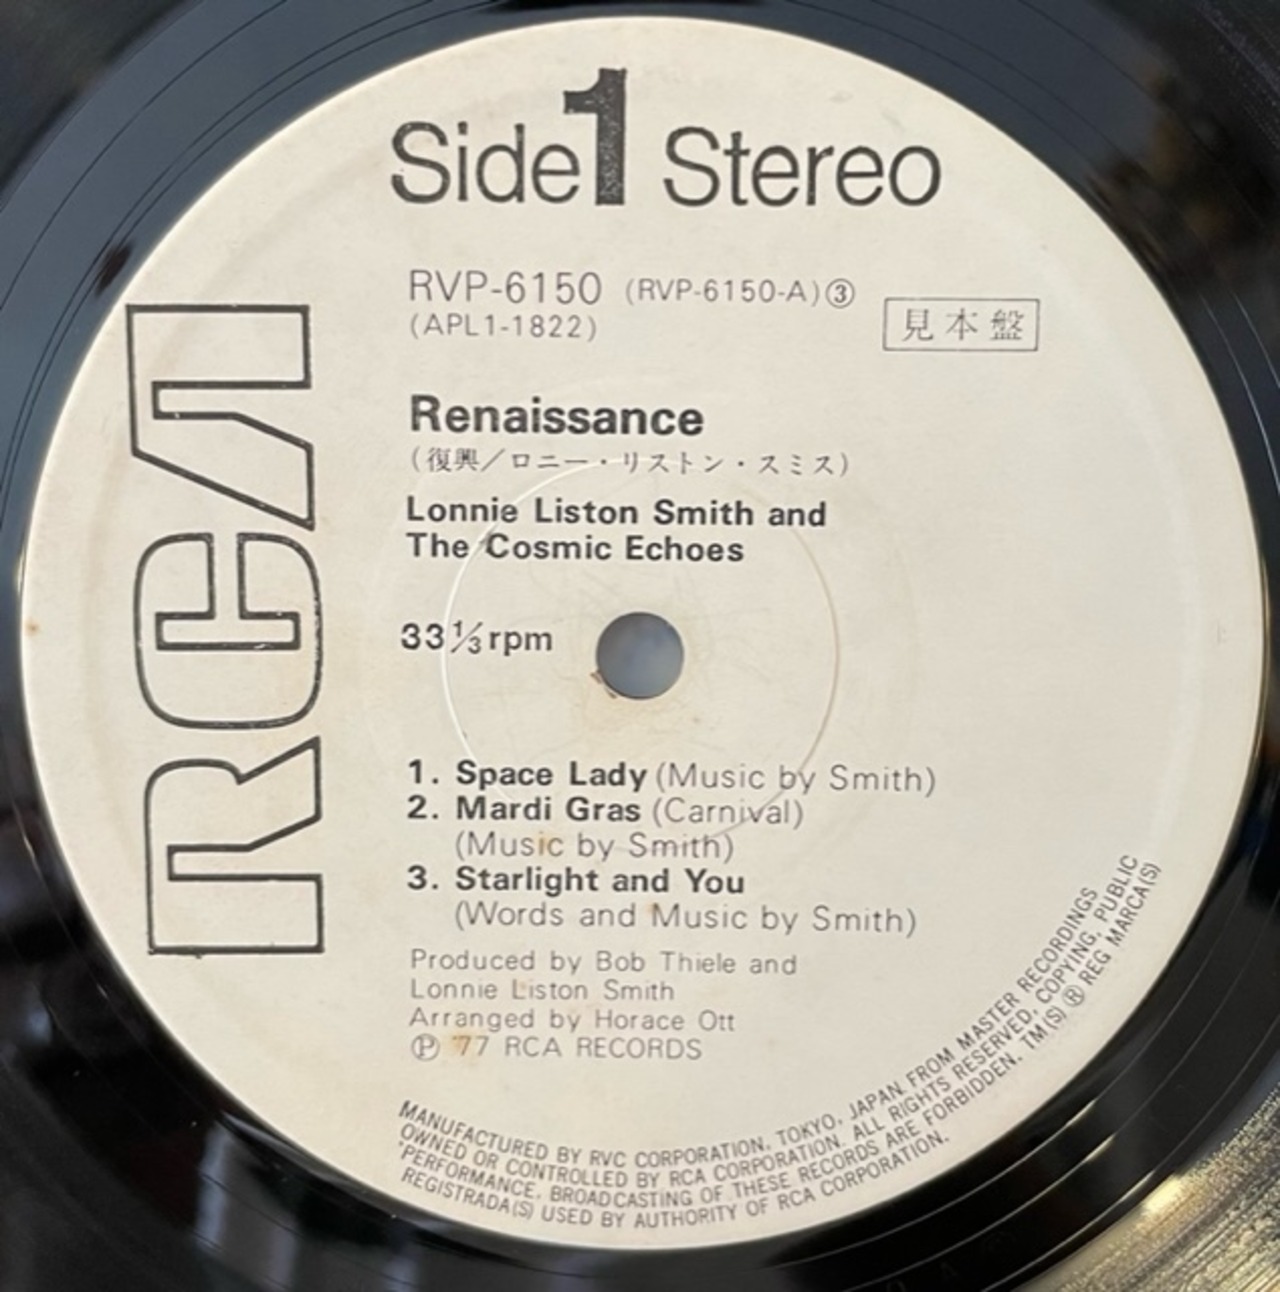 Side 1 Stereo
RVP-6150 (RVP-6150-A)③
(APL1-1822)
見本盤
Renaissance
(復興／ロニー・リストン・スミス)
Lonnie Liston Smith and
The Cosmic Echoes
33⅓rpm
1. Space Lady (Music by Smith)
2. Mardi Gras (Carnival)
(Music by Smith)
3. Starlight and You
(Words and Music by Smith)
Produced by Bob Thiele and
Lonnie Liston Smith
Arranged by Horace Ott
Ⓟ '77 RCA RECORDS
RCA
MANUFACTURED BY RVC CORPORATION, TOKYO, JAPAN. FROM MASTER RECORDINGS
OWNED OR CONTROLLED BY RCA CORPORATION. ALL RIGHTS RESERVED, COPYING, PUBLIC
"PERFORMANCE, BROADCASTING OF THESE RECORDS ARE FORBIDDEN. TM(S) ® REG MARCA(S)
REGISTRADA(S) USED BY AUTHORITY OF RCA CORPORATION.